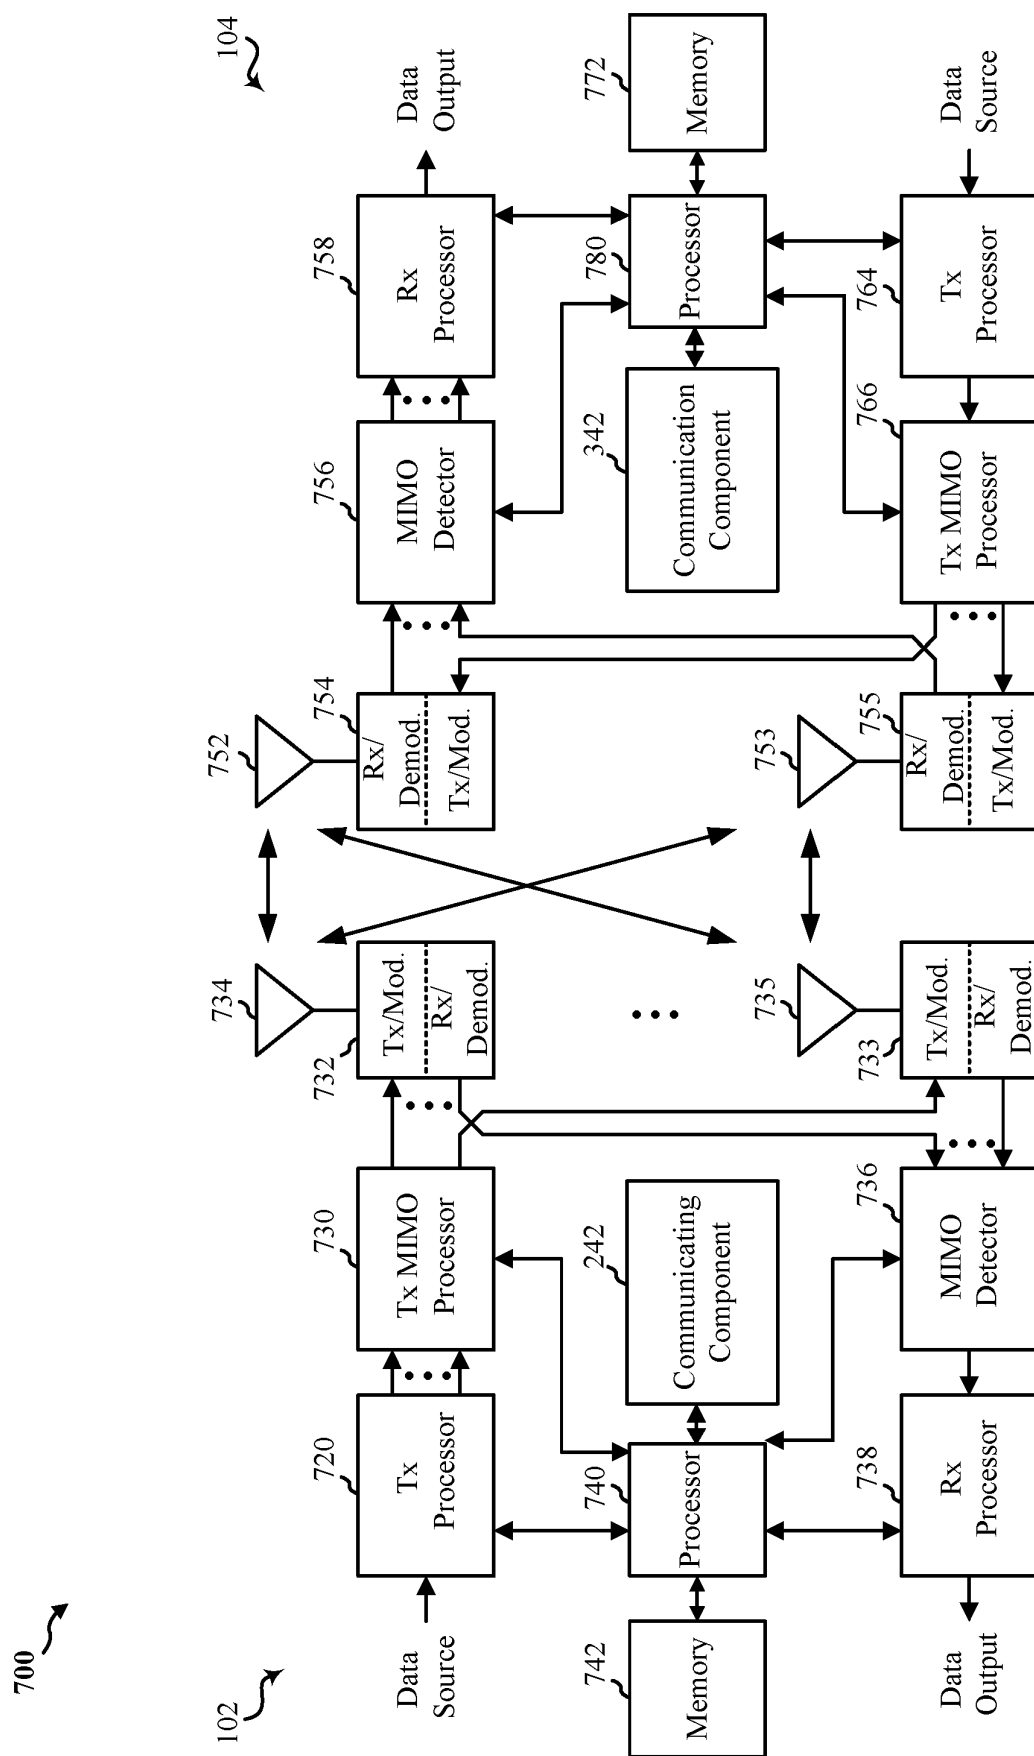 700
102
104
Data
Source
720
Tx
Processor
730
Tx MIMO
Processor
734
732
Tx/Mod.
Rx/
Demod.
752
754
Rx/
Demod.
Tx/Mod.
756
MIMO
Detector
758
Rx
Processor
Data
Output
742
Memory
740
Processor
242
Communicating
Component
342
Communication
Component
780
Processor
772
Memory
Data
Output
738
Rx
Processor
736
MIMO
Detector
735
733
Tx/Mod.
Rx/
Demod.
753
755
Rx/
Demod.
Tx/Mod.
766
Tx MIMO
Processor
764
Tx
Processor
Data
Source